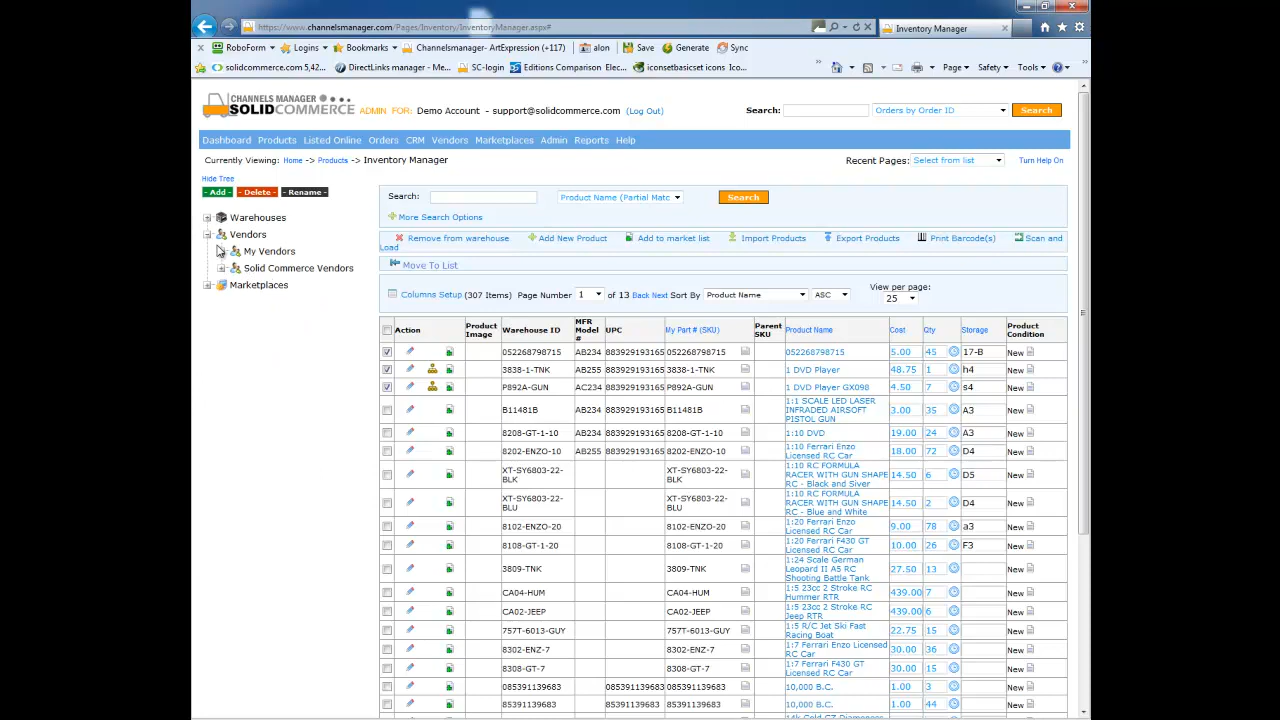 https://www.channelsmanager.com/Pages/Inventory/InventoryManager.aspx#
Inventory Manager
RoboForm Logins Bookmarks Channelsmanager- ArtExpression (+117) alon Save Generate Sync
solidcommerce.com 5,42... DirectLinks manager - Me... SC-login Editions Comparison Elec... iconsetbasicset icons Ico... Page Safety Tools
CHANNELS MANAGER
SOLIDCOMMERCE
ADMIN FOR: Demo Account - support@solidcommerce.com (Log Out) Search: Orders by Order ID Search
Dashboard Products Listed Online Orders CRM Vendors Marketplaces Admin Reports Help
Currently Viewing: Home -> Products -> Inventory Manager Recent Pages: Select from list Turn Help On
Hide Tree
- Add - - Delete - - Rename -
Warehouses
Vendors
My Vendors
Solid Commerce Vendors
Marketplaces
Search: Product Name (Partial Matc Search
More Search Options
Remove from warehouse Add New Product Add to market list Import Products Export Products Print Barcode(s) Scan and
Load
Move To List
Columns Setup (307 Items) Page Number 1 of 13 Back Next Sort By Product Name ASC View per page: 25
Action Product Image Warehouse ID MFR Model # UPC My Part # (SKU) Parent SKU Product Name Cost Qty Storage Product Condition
052268798715 AB234 883929193165 052268798715 052268798715 5.00 45 17-B New
3838-1-TNK AB255 883929193165 3838-1-TNK 1 DVD Player 48.75 1 h4 New
P892A-GUN AC234 883929193165 P892A-GUN 1 DVD Player GX098 4.50 7 s4 New
B11481B AB234 883929193165 B11481B 1:1 SCALE LED LASER INFRADED AIRSOFT PISTOL GUN 3.00 35 A3 New
8208-GT-1-10 AB234 883929193165 8208-GT-1-10 1:10 DVD 19.00 24 A3 New
8202-ENZO-10 AB255 883929193165 8202-ENZO-10 1:10 Ferrari Enzo Licensed RC Car 18.00 72 D4 New
XT-SY6803-22-BLK XT-SY6803-22-BLK 1:10 RC FORMULA RACER WITH GUN SHAPE RC - Black and Siver 14.50 6 D5 New
XT-SY6803-22-BLU XT-SY6803-22-BLU 1:10 RC FORMULA RACER WITH GUN SHAPE RC - Blue and White 14.50 2 D4 New
8102-ENZO-20 8102-ENZO-20 1:20 Ferrari Enzo Licensed RC Car 9.00 78 a3 New
8108-GT-1-20 8108-GT-1-20 1:20 Ferrari F430 GT Licensed RC Car 10.00 26 F3 New
3809-TNK 3809-TNK 1:24 Scale German Leopard II A5 RC Shooting Battle Tank 27.50 13 New
CA04-HUM CA04-HUM 1:5 23cc 2 Stroke RC Hummer RTR 439.00 7 New
CA02-JEEP CA02-JEEP 1:5 23cc 2 Stroke RC Jeep RTR 439.00 6 New
757T-6013-GUY 757T-6013-GUY 1:5 R/C Jet Ski Fast Racing Boat 22.75 15 New
8302-ENZ-7 8302-ENZ-7 1:7 Ferrari Enzo Licensed RC Car 30.00 36 New
8308-GT-7 8308-GT-7 1:7 Ferrari F430 GT Licensed RC Car 30.00 15 New
085391139683 085391139683 085391139683 10,000 B.C. 1.00 3 New
85391139683 085391139683 85391139683 10,000 B.C. 1.00 44 New
14k Gold CZ Diamoness